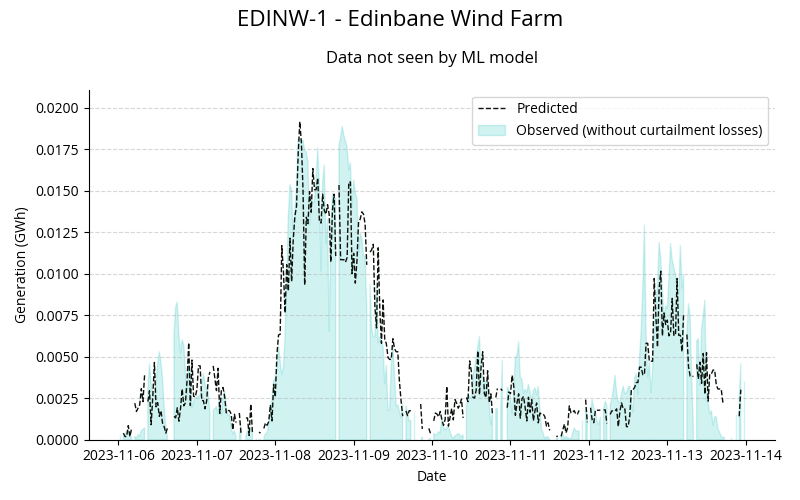 EDINW-1 - Edinbane Wind Farm
Data not seen by ML model
Predicted
Observed (without curtailment losses)
Generation (GWh)
0.0200
0.0175
0.0150
0.0125
0.0100
0.0075
0.0050
0.0025
0.0000
2023-11-06 2023-11-07 2023-11-08 2023-11-09 2023-11-10 2023-11-11 2023-11-12 2023-11-13 2023-11-14
Date